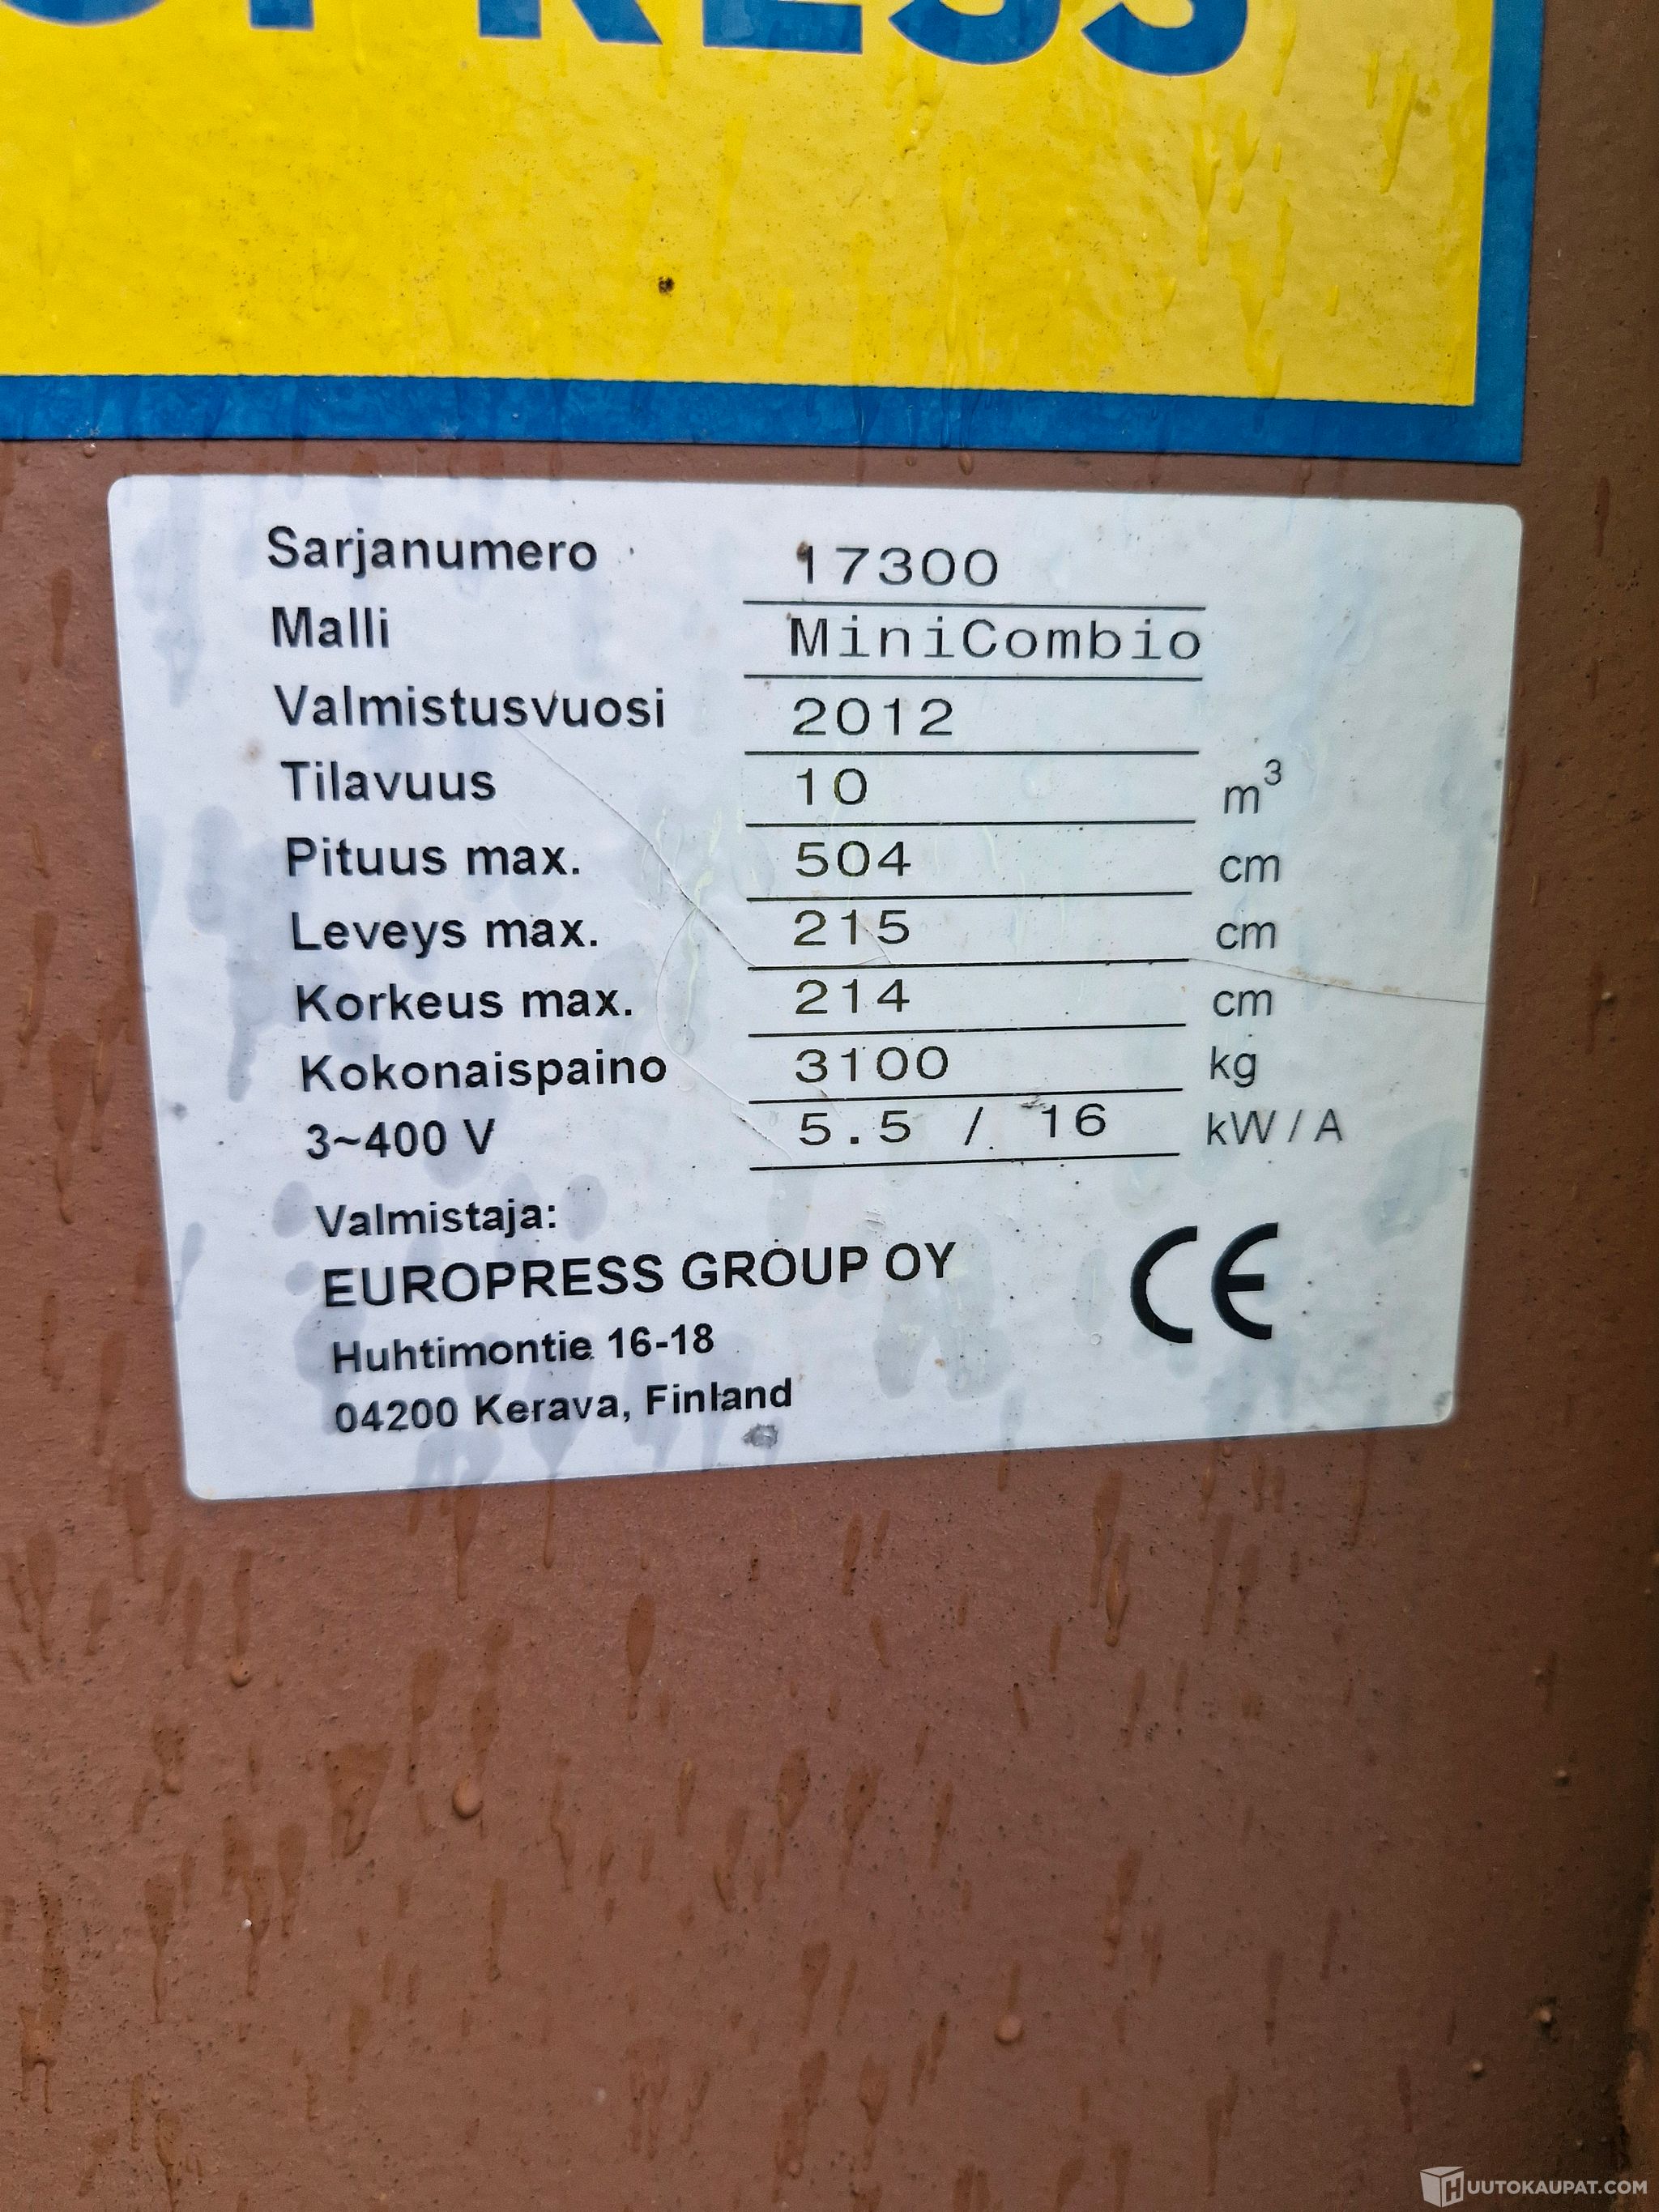 OPRESS
Sarjanumero 17300
Malli MiniCombio
Valmistusvuosi 2012
Tilavuus 10 m³
Pituus max. 504 cm
Leveys max. 215 cm
Korkeus max. 214 cm
Kokonaispaino 3100 kg
3~400 V 5.5 / 16 kW / A
Valmistaja:
EUROPRESS GROUP OY
Huhtimontie 16-18
04200 Kerava, Finland
CE
HUUTOKAUPAT.COM